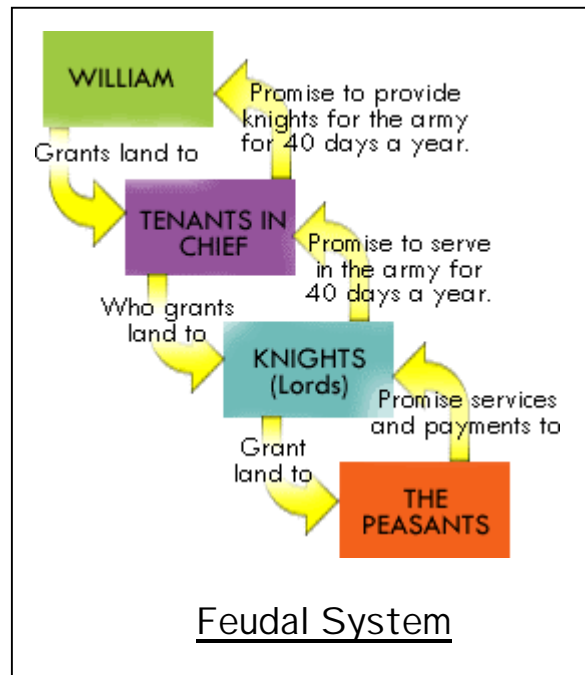 WILLIAM
Promise to provide
knights for the army
for 40 days a year.
Grants land to
TENANTS IN
CHIEF
Promise to serve
in the army for
40 days a year.
Who grants
land to
KNIGHTS
(Lords)
Promise services
and payments to
Grant
land to
THE
PEASANTS
Feudal System